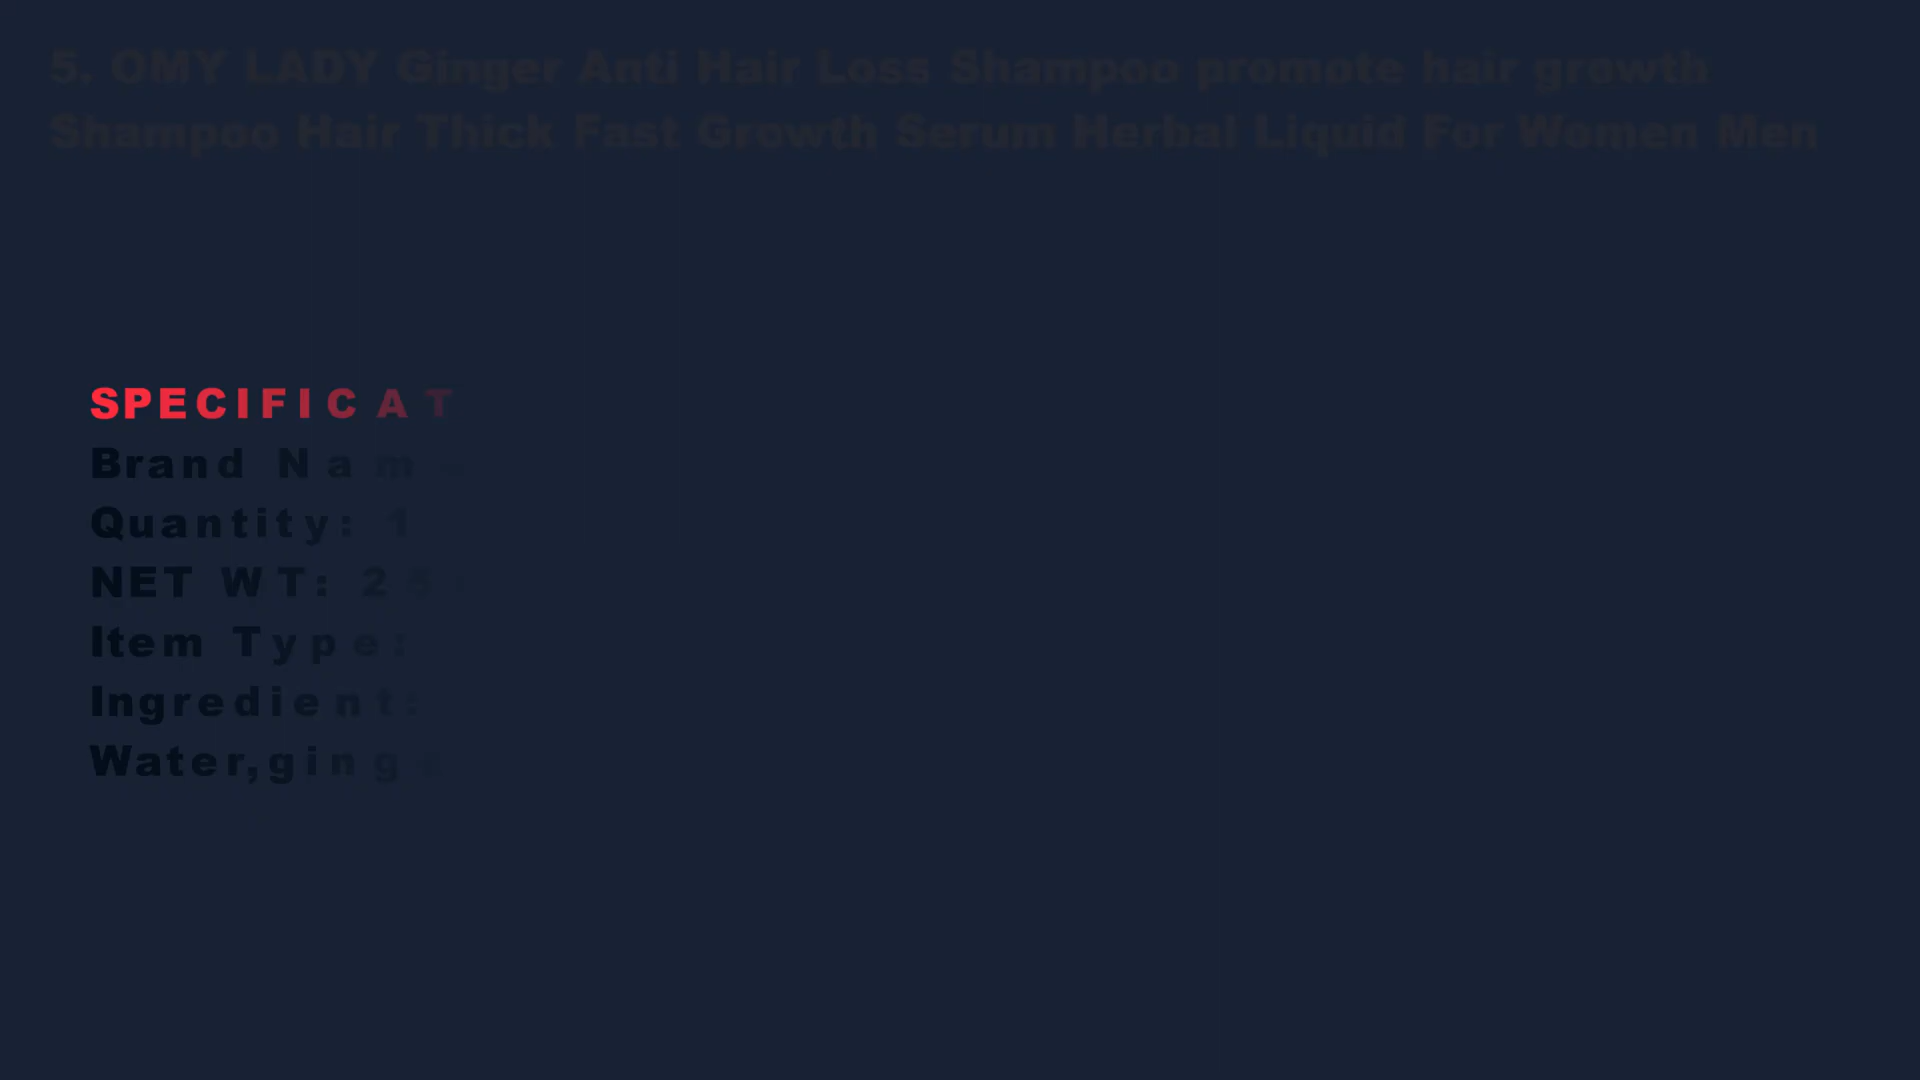 5. OMY LADY Ginger Anti Hair Loss Shampoo promote hair growth
Shampoo Hair Thick Fast Growth Serum Herbal Liquid For Women Men
SPECIFICAT
Brand Nam
Quantity: 1
NET WT: 25
Item Type:
Ingredient:
Water,ging